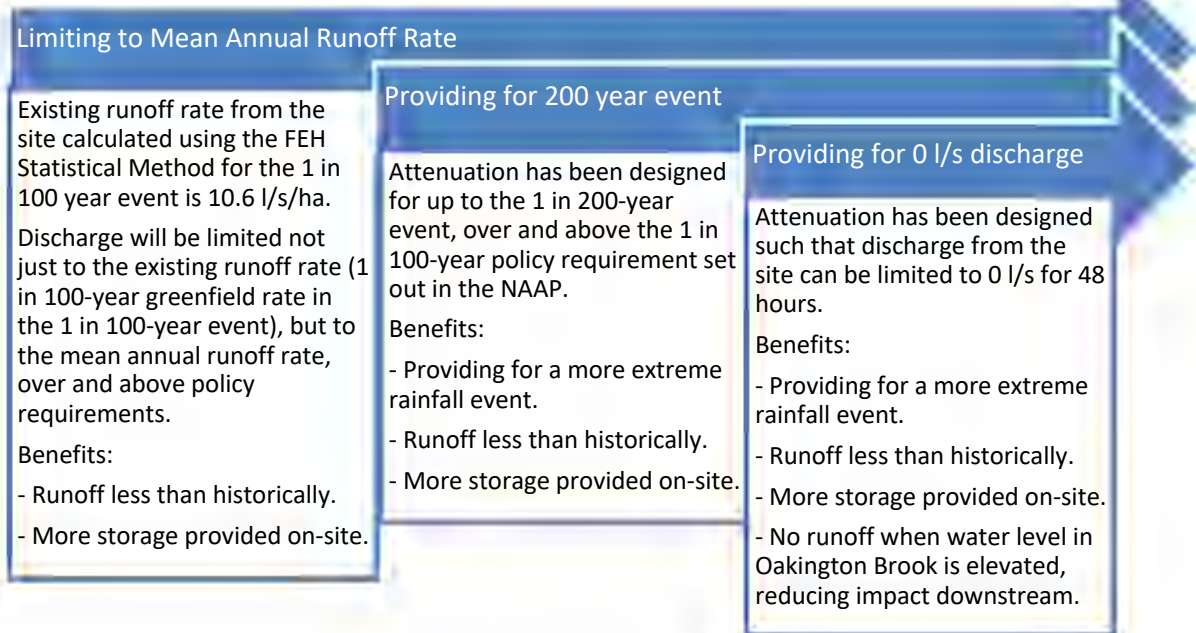 Limiting to Mean Annual Runoff Rate
Existing runoff rate from the
site calculated using the FEH
Statistical Method for the 1 in
100 year event is 10.6 l/s/ha.
Discharge will be limited not
just to the existing runoff rate (1
in 100-year greenfield rate in
the 1 in 100-year event), but to
the mean annual runoff rate,
over and above policy
requirements.
Benefits:
- Runoff less than historically.
- More storage provided on-site.
Providing for 200 year event
Attenuation has been designed
for up to the 1 in 200-year
event, over and above the 1 in
100-year policy requirement set
out in the NAAP.
Benefits:
- Providing for a more extreme
rainfall event.
- Runoff less than historically.
- More storage provided on-site.
Providing for 0 l/s discharge
Attenuation has been designed
such that discharge from the
site can be limited to 0 l/s for 48
hours.
Benefits:
- Providing for a more extreme
rainfall event.
- Runoff less than historically.
- More storage provided on-site.
- No runoff when water level in
Oakington Brook is elevated,
reducing impact downstream.